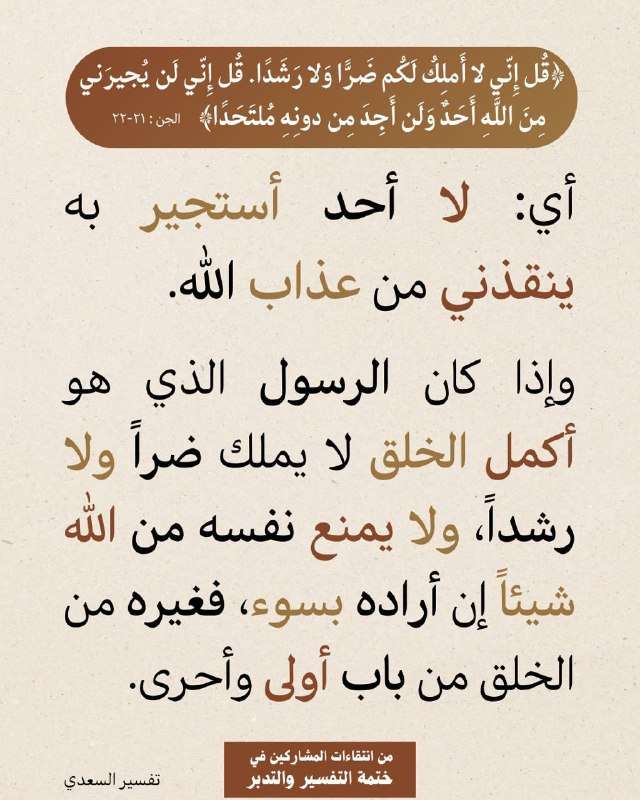 ﴿قُل إِنّي لا أَملِكُ لَكُم ضَرًّا وَلا رَشَدًا. قُل إِنّي لَن يُجيرَني
مِنَ اللَّهِ أَحَدٌ وَلَن أَجِدَ مِن دونِهِ مُلتَحَدًا﴾ الجن : ٢١-٢٢
أي: لا أحد أستجير به
ينقذني من عذاب الله.
وإذا كان الرسول الذي هو
أكمل الخلق لا يملك ضراً ولا
رشداً، ولا يمنع نفسه من الله
شيئاً إن أراده بسوء، فغيره من
الخلق من باب أولى وأحرى.
من انتقاءات المشاركين في
ختمة التفسير والتدبر
تفسير السعدي